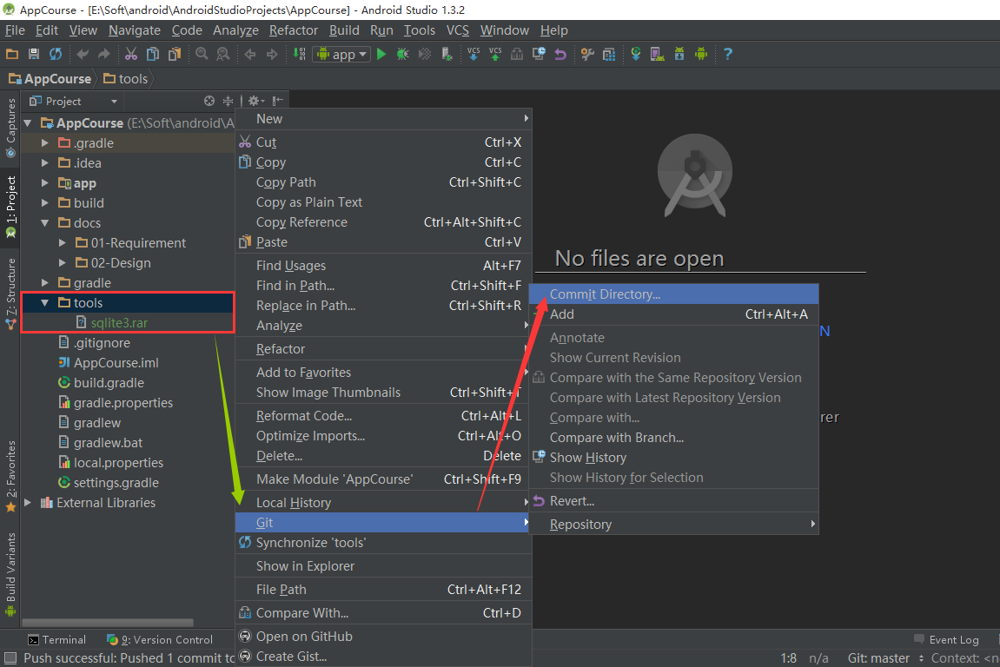 AppCourse - [E:\Soft\android\AndroidStudioProjects\AppCourse] - Android Studio 1.3.2
File Edit View Navigate Code Analyze Refactor Build Run Tools VCS Window Help
app
VCS VCS
AppCourse tools
Captures
1: Project
7: Structure
2: Favorites
Build Variants
Project
AppCourse (E:\Soft\android\A
.gradle
.idea
app
build
docs
01-Requirement
02-Design
gradle
tools
sqlite3.rar
.gitignore
AppCourse.iml
build.gradle
gradle.properties
gradlew
gradlew.bat
local.properties
settings.gradle
External Libraries
New
Cut Ctrl+X
Copy Ctrl+C
Copy Path Ctrl+Shift+C
Copy as Plain Text
Copy Reference Ctrl+Alt+Shift+C
Paste Ctrl+V
Find Usages Alt+F7
Find in Path... Ctrl+Shift+F
Replace in Path... Ctrl+Shift+R
Analyze
Refactor
Add to Favorites
Show Image Thumbnails Ctrl+Shift+T
Reformat Code... Ctrl+Alt+L
Optimize Imports... Ctrl+Alt+O
Delete... Delete
Make Module 'AppCourse' Ctrl+Shift+F9
Local History
Git
Synchronize 'tools'
Show in Explorer
File Path Ctrl+Alt+F12
Compare With... Ctrl+D
Open on GitHub
Create Gist...
No files are open
Commit Directory...
Add Ctrl+Alt+A
Annotate
Show Current Revision
Compare with the Same Repository Version
Compare with Latest Repository Version
Compare with...
Compare with Branch...
Show History
Show History for Selection
Revert...
Repository
N
rer
Terminal 9: Version Control Event Log
Push successful: Pushed 1 commit to 1:8 n/a Git: master Context: <n